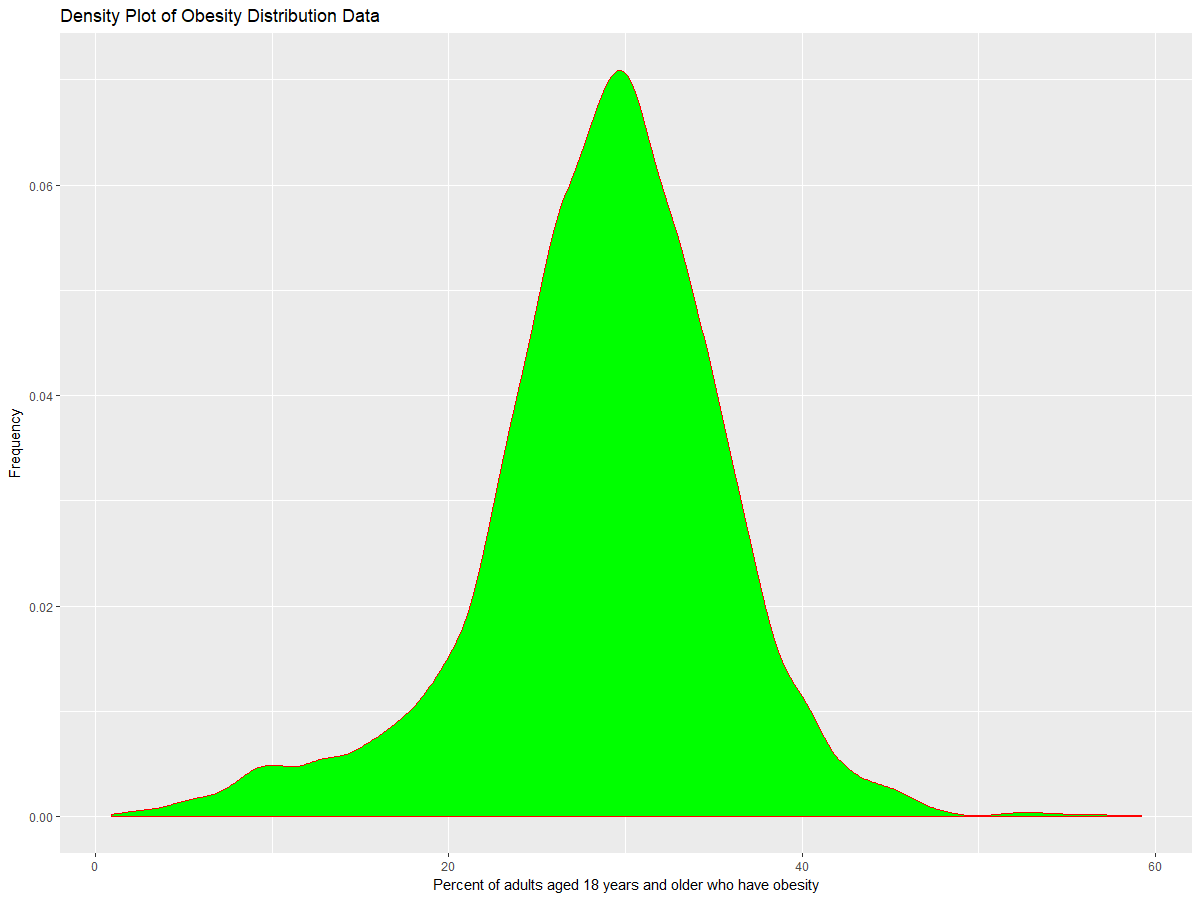 Density Plot of Obesity Distribution Data
Frequency
0.06
0.04
0.02
0.00
0 20 40 60
Percent of adults aged 18 years and older who have obesity